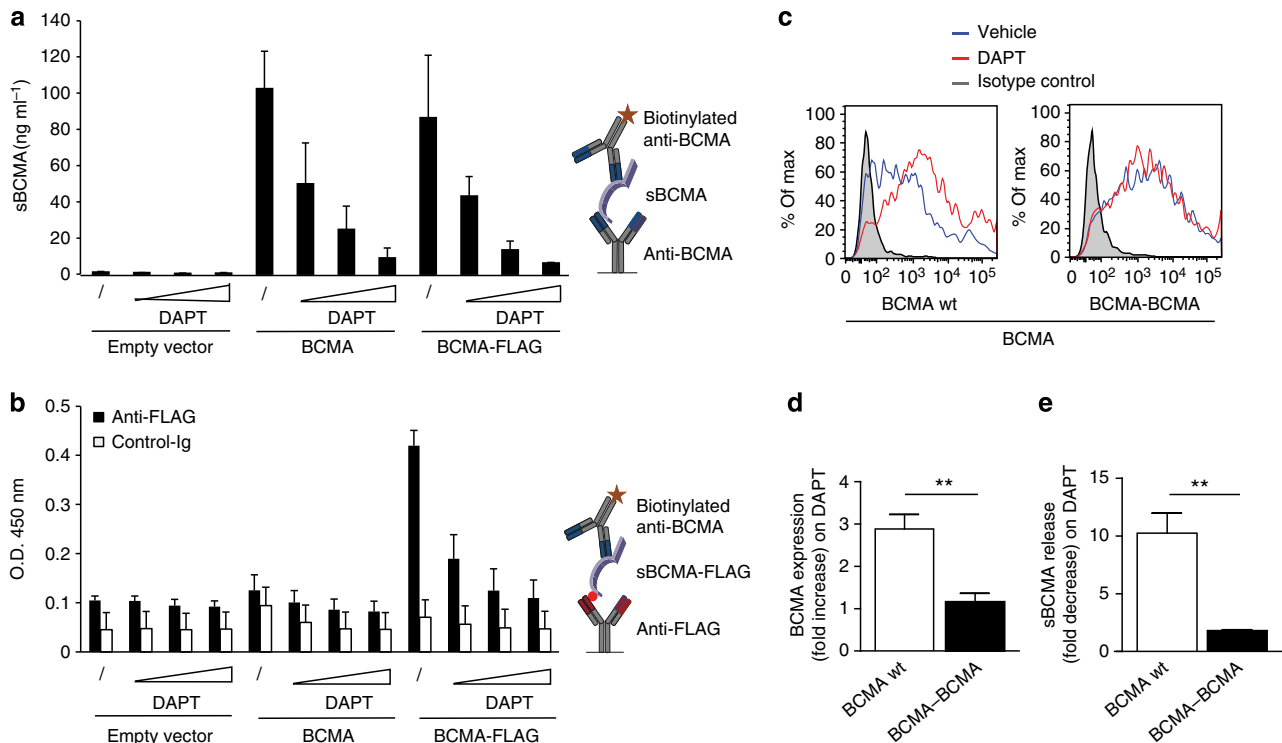 a
sBCMA(ng ml⁻¹)
140
120
100
80
60
40
20
0
/
/
/
DAPT
DAPT
DAPT
Empty vector
BCMA
BCMA-FLAG
Biotinylated
anti-BCMA
sBCMA
Anti-BCMA
b
O.D. 450 nm
0.5
0.4
0.3
0.2
0.1
0
Anti-FLAG
Control-Ig
/
/
/
DAPT
DAPT
DAPT
Empty vector
BCMA
BCMA-FLAG
Biotinylated
anti-BCMA
sBCMA-FLAG
Anti-FLAG
c
Vehicle
DAPT
Isotype control
% Of max
100
80
60
40
20
0
0 10² 10³ 10⁴ 10⁵
BCMA wt
% Of max
100
80
60
40
20
0
0 10² 10³ 10⁴ 10⁵
BCMA-BCMA
BCMA
d
BCMA expression
(fold increase) on DAPT
4
3
2
1
0
**
BCMA wt
BCMA–BCMA
e
sBCMA release
(fold decrease) on DAPT
15
10
5
0
**
BCMA wt
BCMA–BCMA